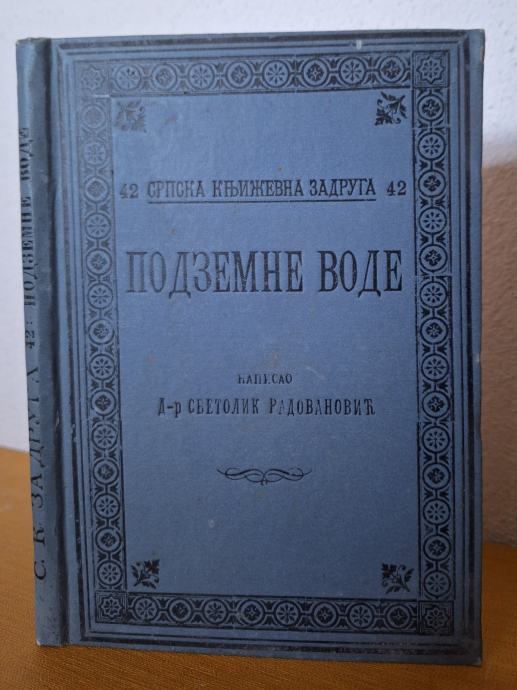 42 СРПСКА КЊИЖЕВНА ЗАДРУГА 42
ПОДЗЕМНЕ ВОДЕ
НАПИСАО
Д-р СВЕТОЛИК РАДОВАНОВИЋ
С. К. ЗАДРУГА 42: ПОДЗЕМНЕ ВОДЕ